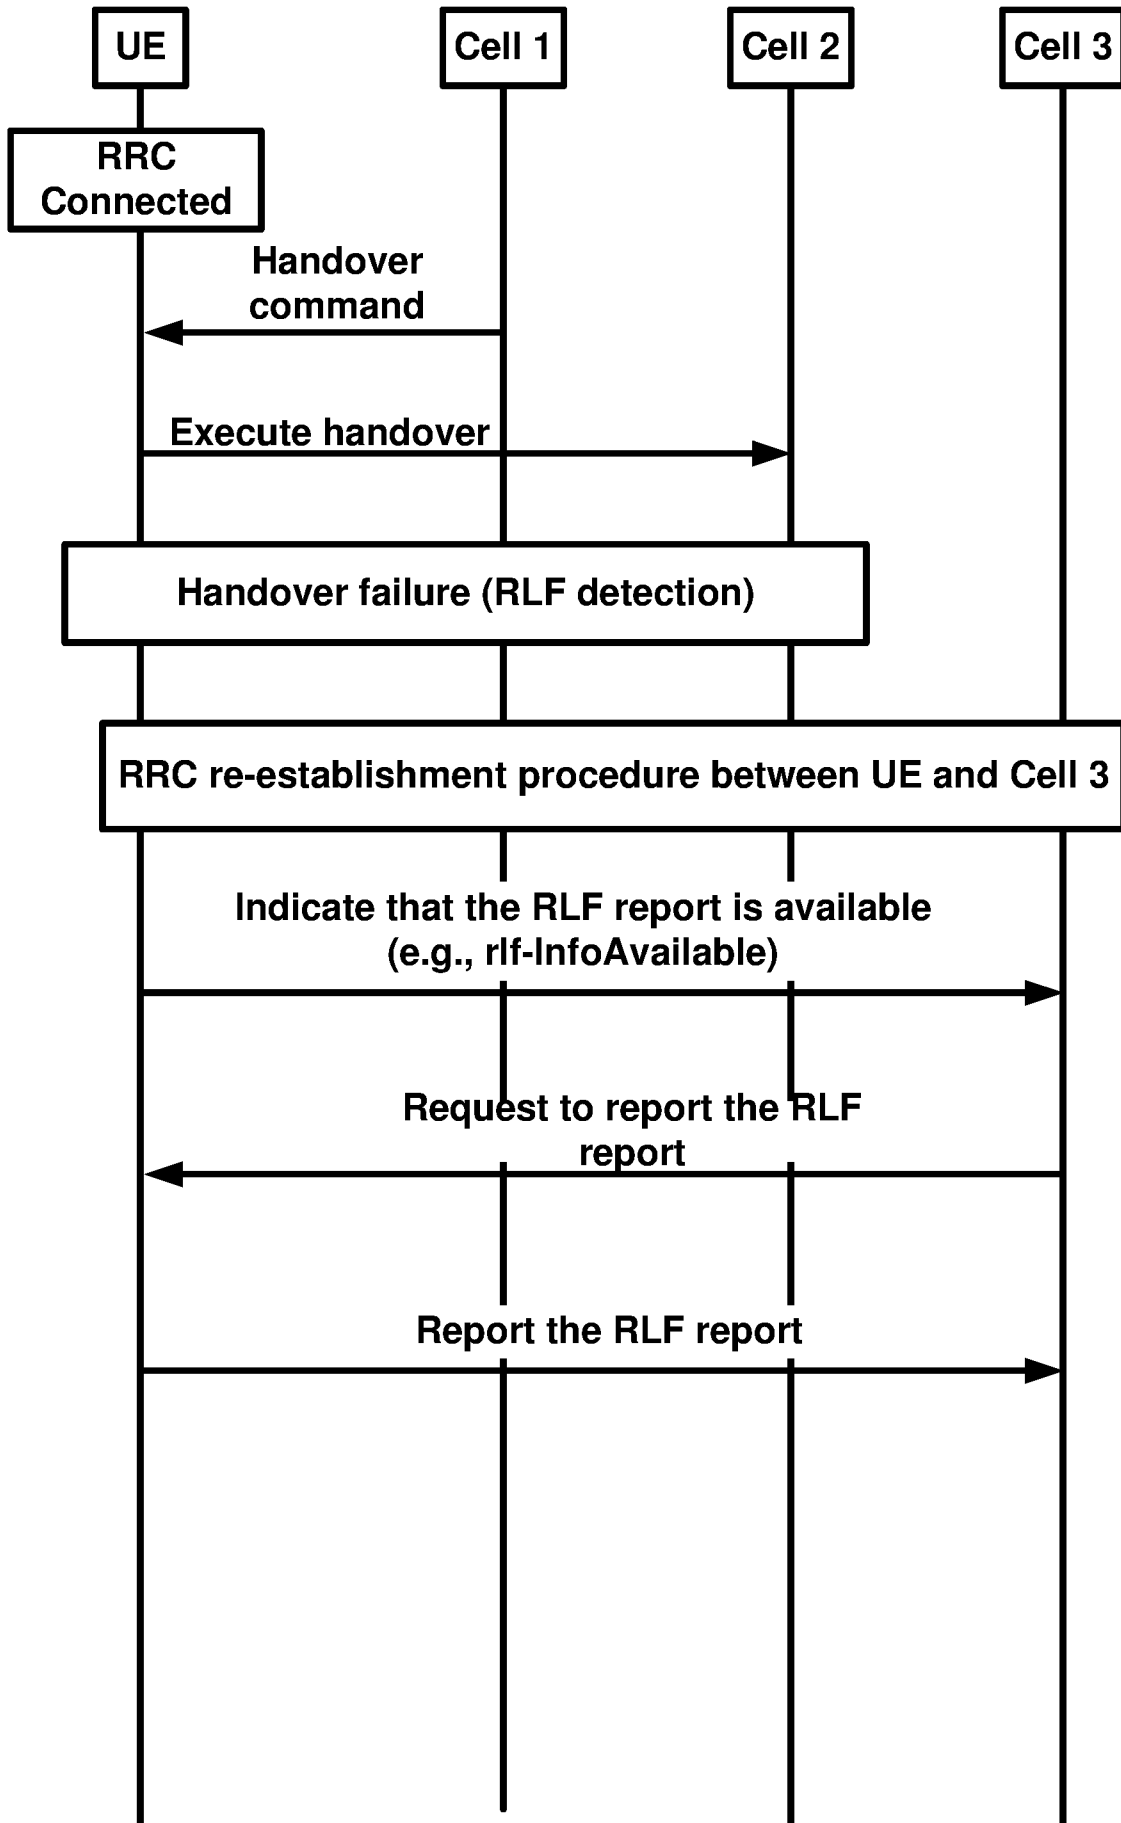 UE
Cell 1
Cell 2
Cell 3
RRC
Connected
Handover
command
Execute handover
Handover failure (RLF detection)
RRC re-establishment procedure between UE and Cell 3
Indicate that the RLF report is available
(e.g., rlf-InfoAvailable)
Request to report the RLF
report
Report the RLF report